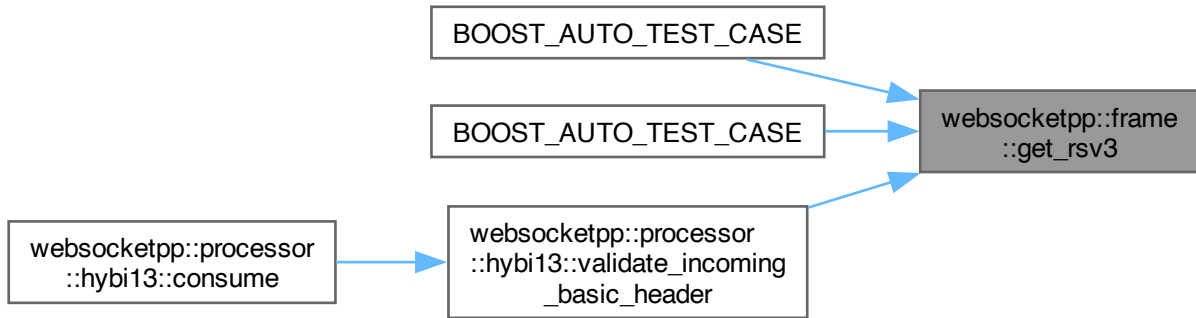 BOOST_AUTO_TEST_CASE
BOOST_AUTO_TEST_CASE
websocketpp::frame
::get_rsv3
websocketpp::processor
::hybi13::validate_incoming
_basic_header
websocketpp::processor
::hybi13::consume